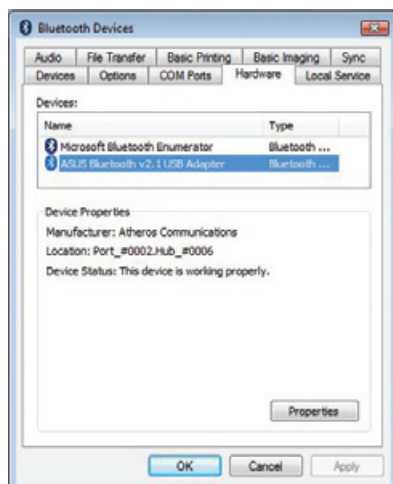 Bluetooth Devices
Audio File Transfer Basic Printing Basic Imaging Sync
Devices Options COM Ports Hardware Local Service
Devices:
Name Type
Microsoft Bluetooth Enumerator Bluetooth ...
ASUS Bluetooth v2.1 USB Adapter Bluetooth ...
Device Properties
Manufacturer: Atheros Communications
Location: Port_#0002.Hub_#0006
Device Status: This device is working properly.
Properties
OK Cancel Apply